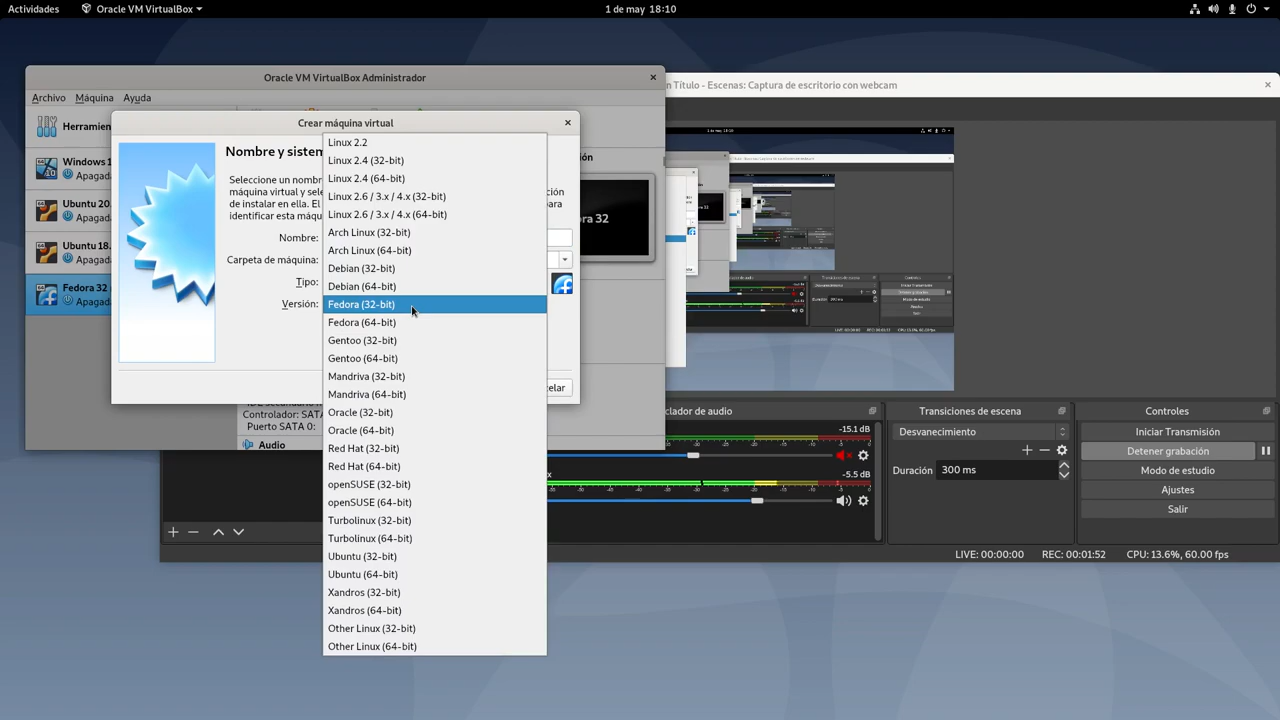 Actividades
Oracle VM VirtualBox
1 de may 18:10
Oracle VM VirtualBox Administrador
n Título - Escenas: Captura de escritorio con webcam
Archivo
Máquina
Ayuda
Herramien
Windows 1
Apagada
Ubuntu 20
Apagada
Ubuntu 18.
Apagada
Fedora 32
Apagada
Crear máquina virtual
Nombre y sistem
Seleccione un nombr
máquina virtual y sele
de instalar en ella. El
identificar esta máqu
Nombre:
Carpeta de máquina:
Tipo:
Versión:
Linux 2.2
Linux 2.4 (32-bit)
Linux 2.4 (64-bit)
Linux 2.6 / 3.x / 4.x (32-bit)
Linux 2.6 / 3.x / 4.x (64-bit)
Arch Linux (32-bit)
Arch Linux (64-bit)
Debian (32-bit)
Debian (64-bit)
Fedora (32-bit)
Fedora (64-bit)
Gentoo (32-bit)
Gentoo (64-bit)
Mandriva (32-bit)
Mandriva (64-bit)
Oracle (32-bit)
Oracle (64-bit)
Red Hat (32-bit)
Red Hat (64-bit)
openSUSE (32-bit)
openSUSE (64-bit)
Turbolinux (32-bit)
Turbolinux (64-bit)
Ubuntu (32-bit)
Ubuntu (64-bit)
Xandros (32-bit)
Xandros (64-bit)
Other Linux (32-bit)
Other Linux (64-bit)
ión
ención
para
ra 32
elar
Controlador: SATA
Puerto SATA 0:
Audio
clador de audio
-15.1 dB
-5.5 dB
Transiciones de escena
Desvanecimiento
Duración
300 ms
Controles
Iniciar Transmisión
Detener grabación
Modo de estudio
Ajustes
Salir
LIVE: 00:00:00
REC: 00:01:52
CPU: 13.6%, 60.00 fps